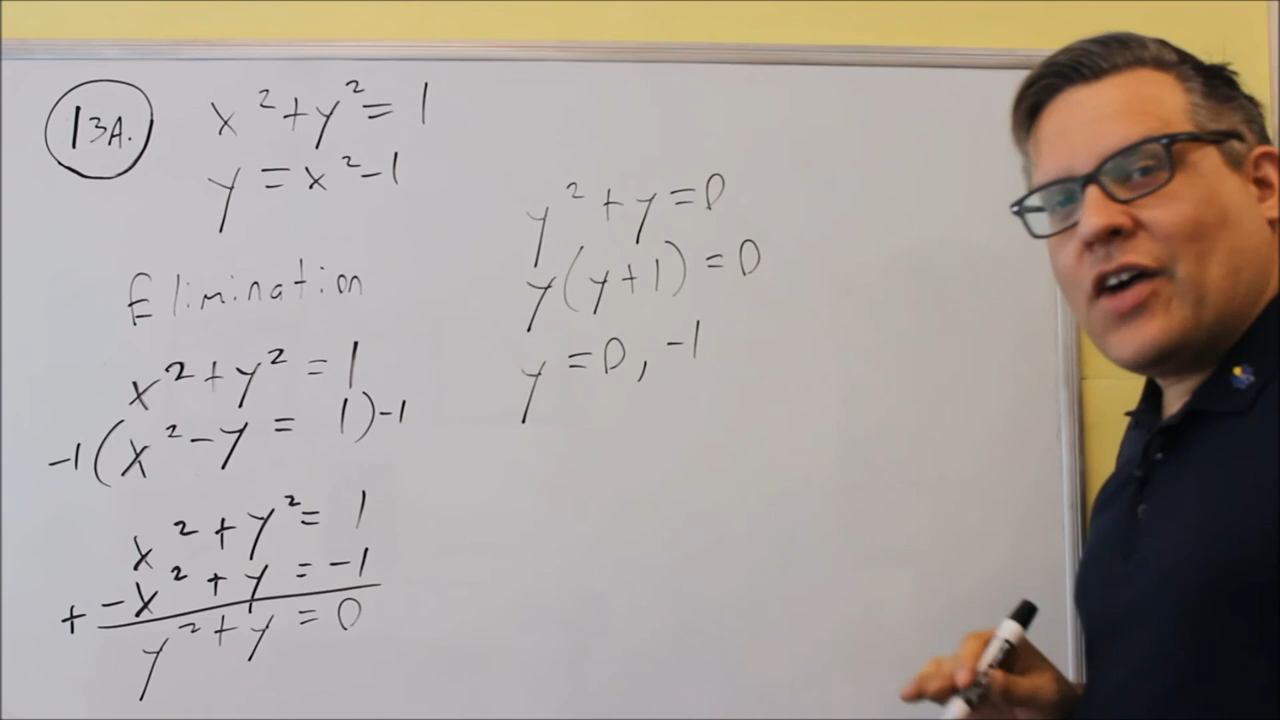 13A.
x²+y²=1
y=x²-1
Elimination
x²+y²=1
-1(x²-y=1)-1
x²+y²=1
+ -x²+y=-1
y²+y=0
y²+y=0
y(y+1)=0
y=0,-1